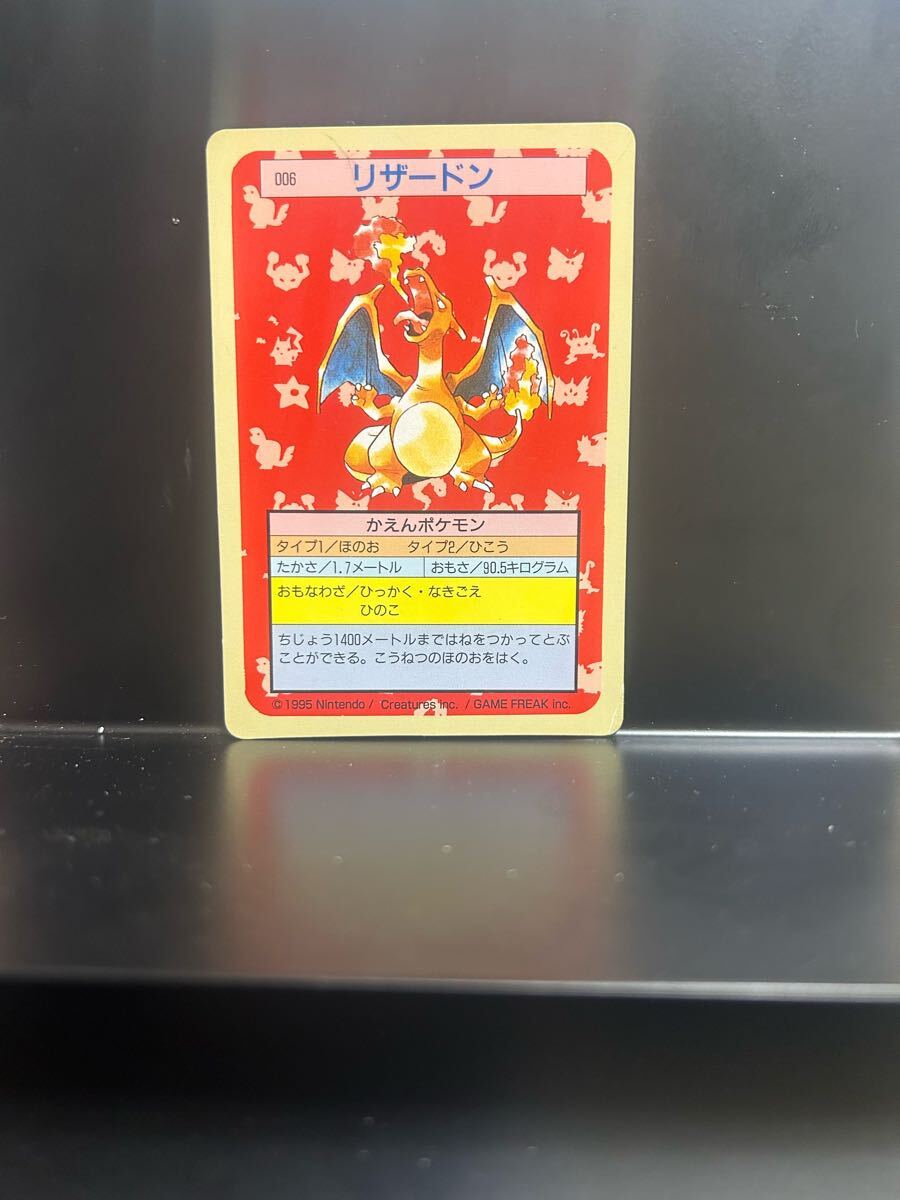 006 リザードン
かえんポケモン
タイプ1／ほのお　タイプ2／ひこう
たかさ／1.7メートル　おもさ／90.5キログラム
おもなわざ／ひっかく・なきごえ
ひのこ
ちじょう1400メートルまではねをつかってとぶ
ことができる。こうねつのほのおをはく。
© 1995 Nintendo / Creatures inc. / GAME FREAK inc.